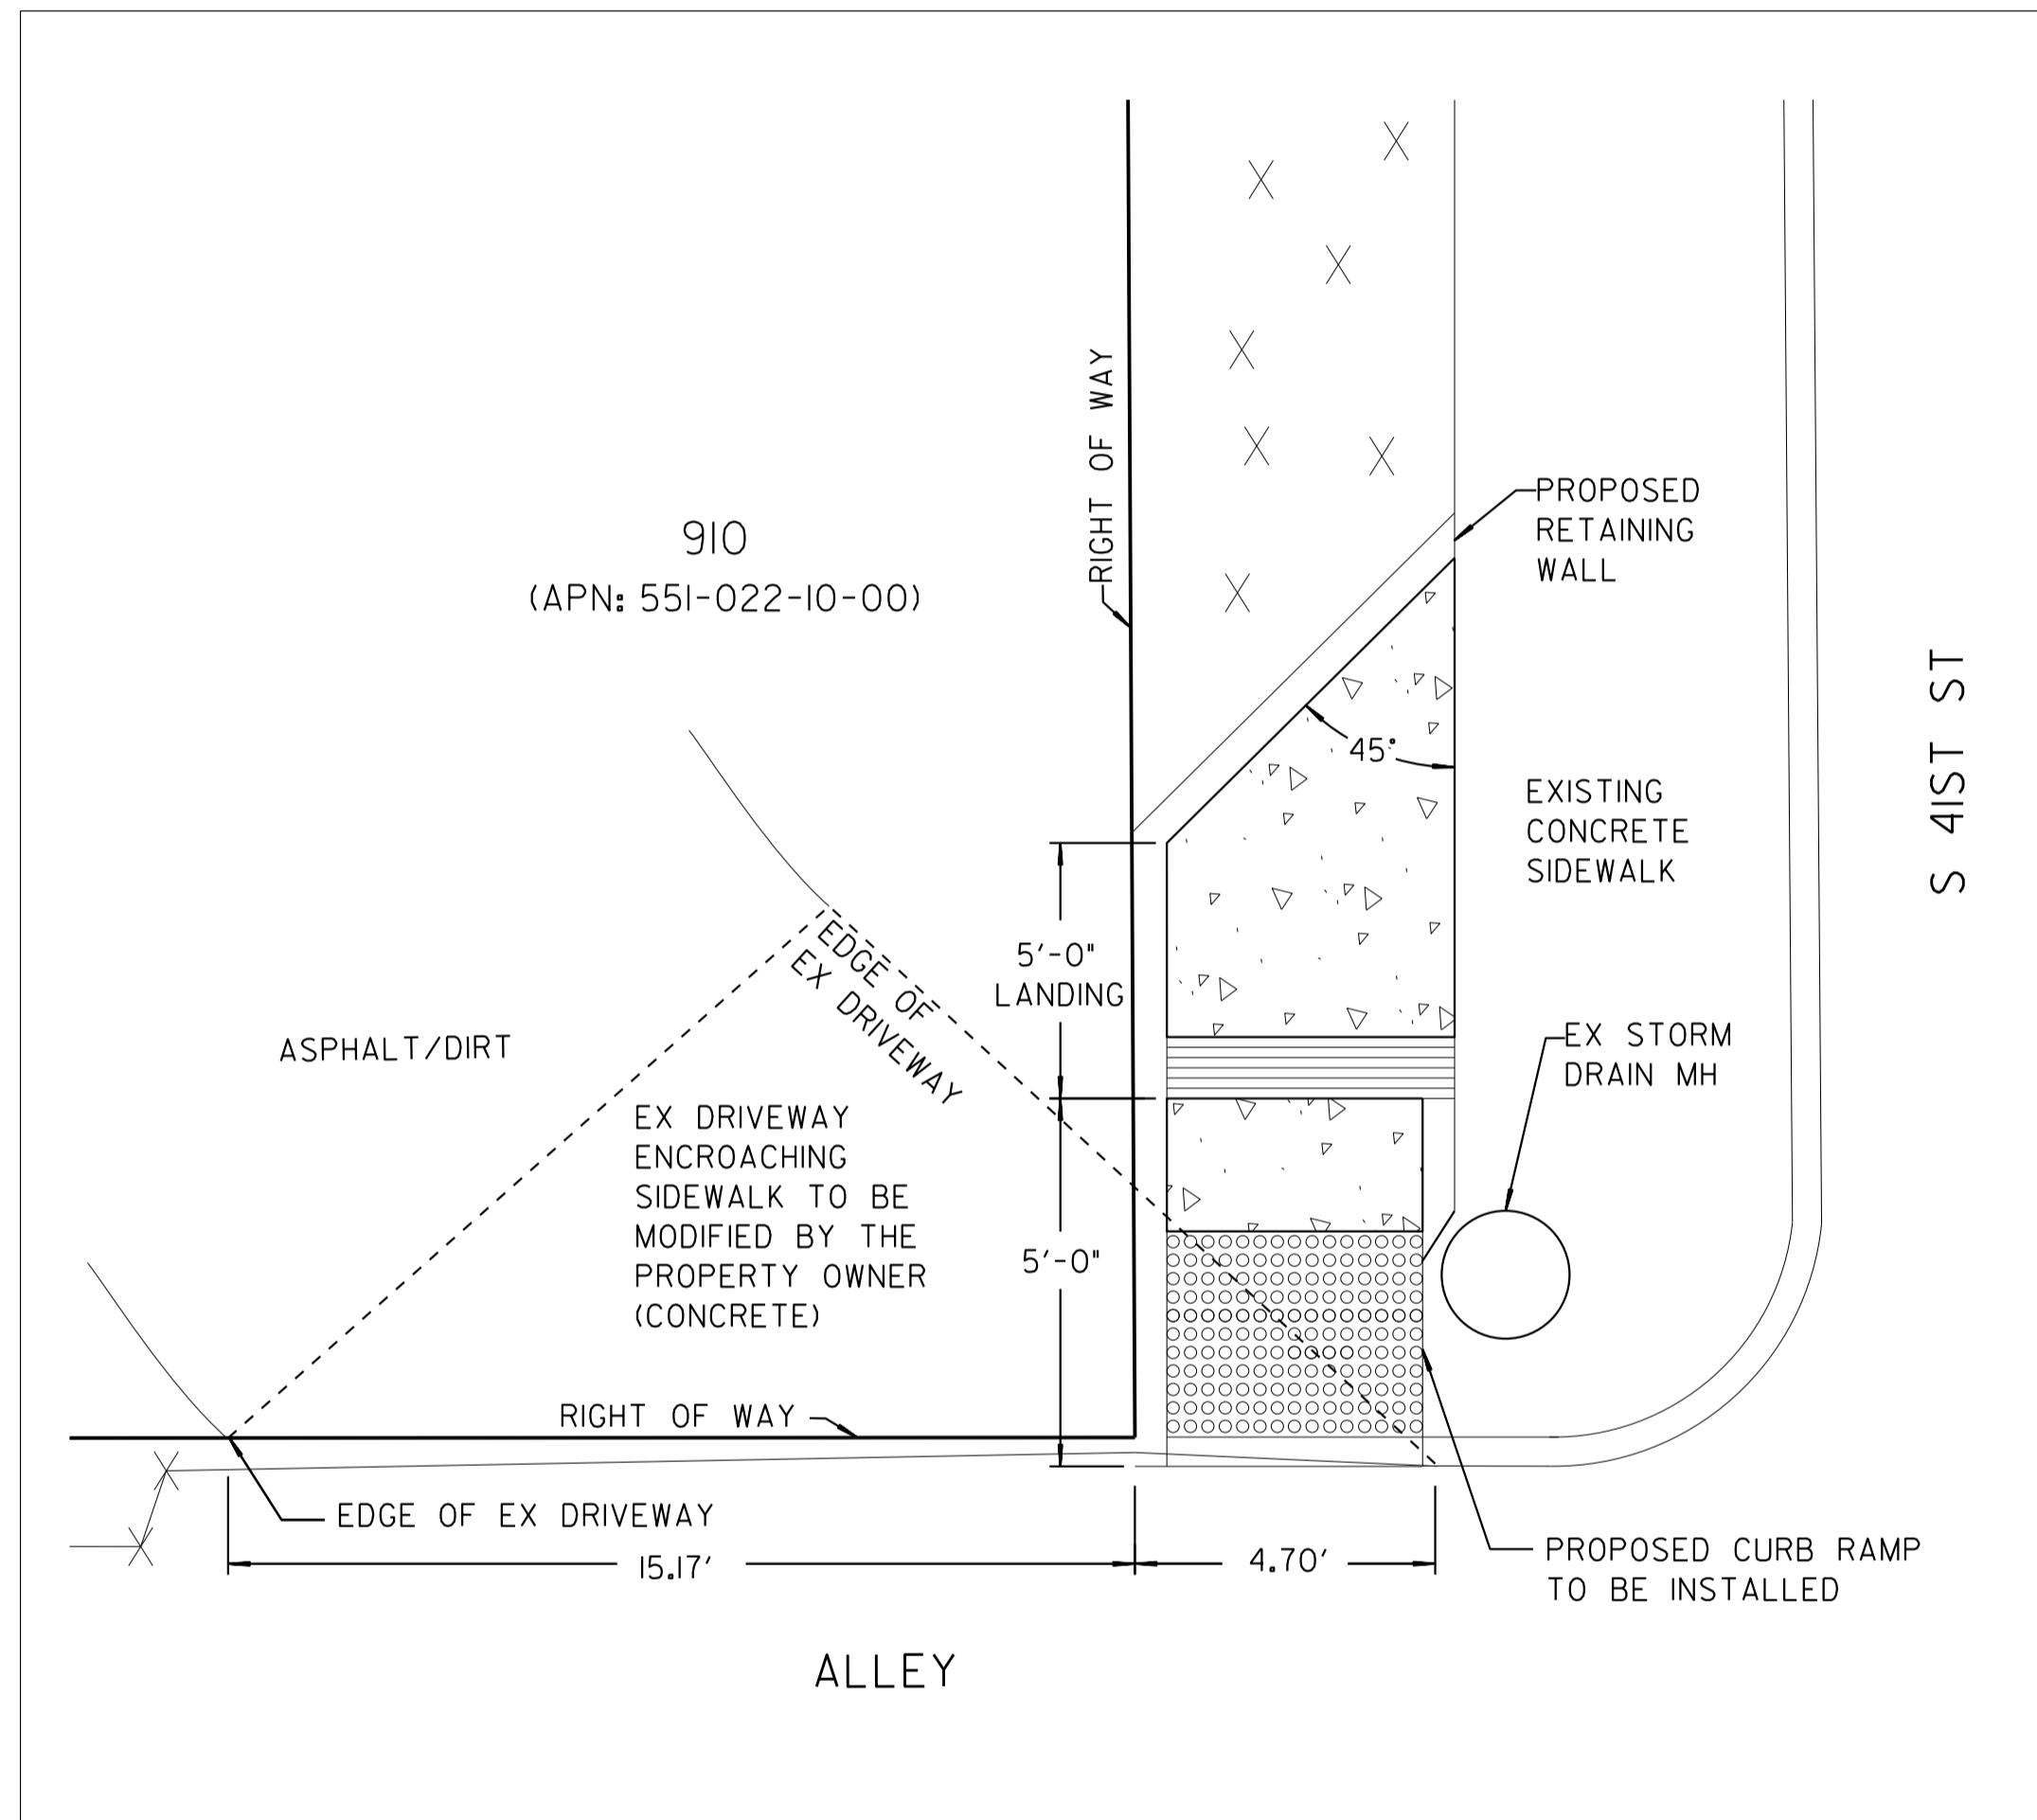 RIGHT OF WAY
910
(APN: 551-022-10-00)
PROPOSED
RETAINING
WALL
45°
EXISTING
CONCRETE
SIDEWALK
S 41ST ST
5'-0"
LANDING
EDGE OF
EX DRIVEWAY
ASPHALT/DIRT
EX STORM
DRAIN MH
EX DRIVEWAY
ENCROACHING
SIDEWALK TO BE
MODIFIED BY THE
PROPERTY OWNER
(CONCRETE)
5'-0"
RIGHT OF WAY
EDGE OF EX DRIVEWAY
15.17'
4.70'
PROPOSED CURB RAMP
TO BE INSTALLED
ALLEY